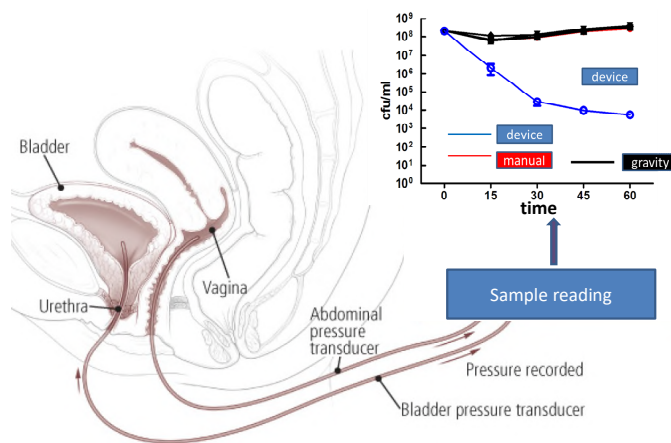 10⁹
10⁸
10⁷
10⁶
10⁵
10⁴
10³
10²
10¹
10⁰
cfu/ml
device
device
manual
gravity
0 15 30 45 60
time
Sample reading
Bladder
Vagina
Urethra
Abdominal
pressure
transducer
Pressure recorded
Bladder pressure transducer